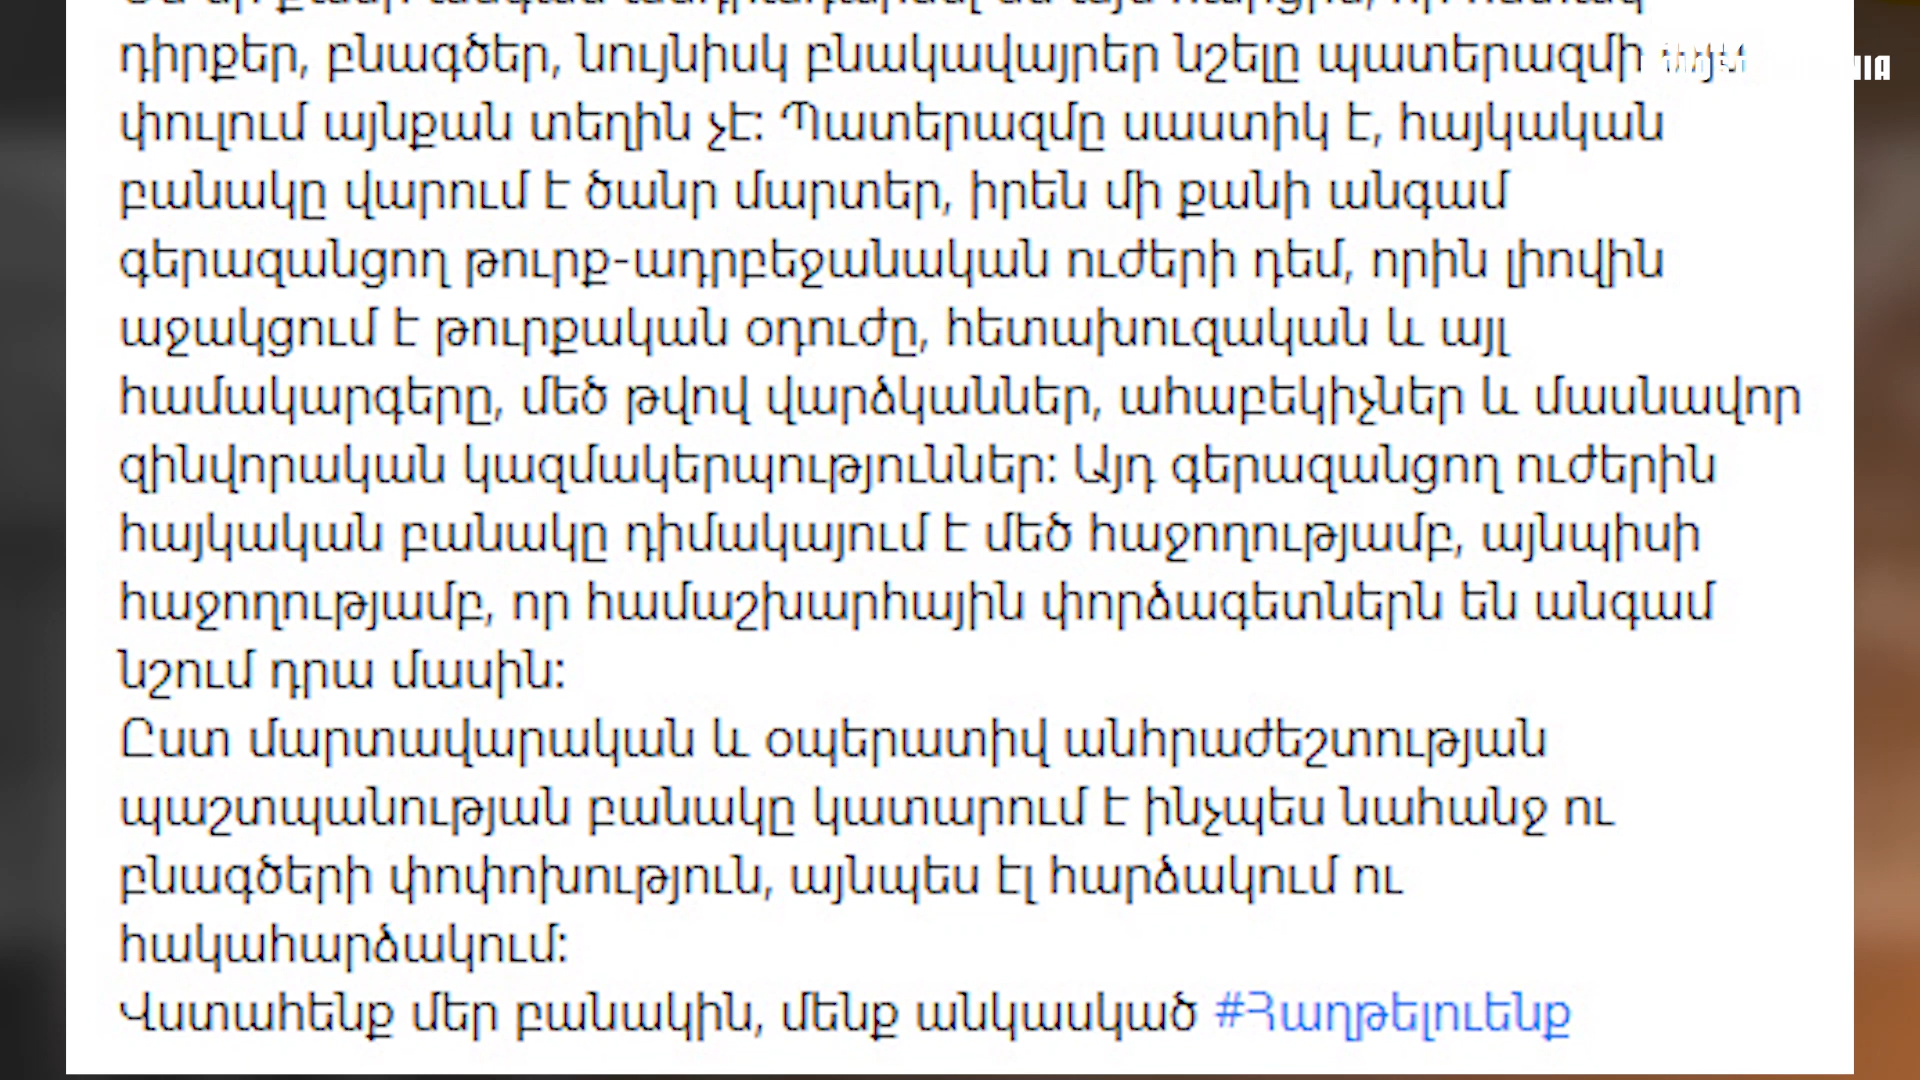 դիրքեր, բնագծեր, նույնիսկ բնակավայրեր նշելը պատերազմի
փուլում այնքան տեղին չէ: Պատերազմը սաստիկ է, հայկական
բանակը վարում է ծանր մարտեր, իրեն մի քանի անգամ
գերազանցող թուրք-ադրբեջանական ուժերի դեմ, որին լիովին
աջակցում է թուրքական օդուժը, հետախուզական և այլ
համակարգերը, մեծ թվով վարձկաններ, ահաբեկիչներ և մասնավոր
զինվորական կազմակերպություններ: Այդ գերազանցող ուժերին
հայկական բանակը դիմակայում է մեծ հաջողությամբ, այնպիսի
հաջողությամբ, որ համաշխարհային փորձագետներն են անգամ
նշում դրա մասին:
Ըստ մարտավարական և օպերատիվ անհրաժեշտության
պաշտպանության բանակը կատարում է ինչպես նահանջ ու
բնագծերի փոփոխություն, այնպես էլ հարձակում ու
հակահարձակում:
Վստահենք մեր բանակին, մենք անկասկած #Հաղթելուենք